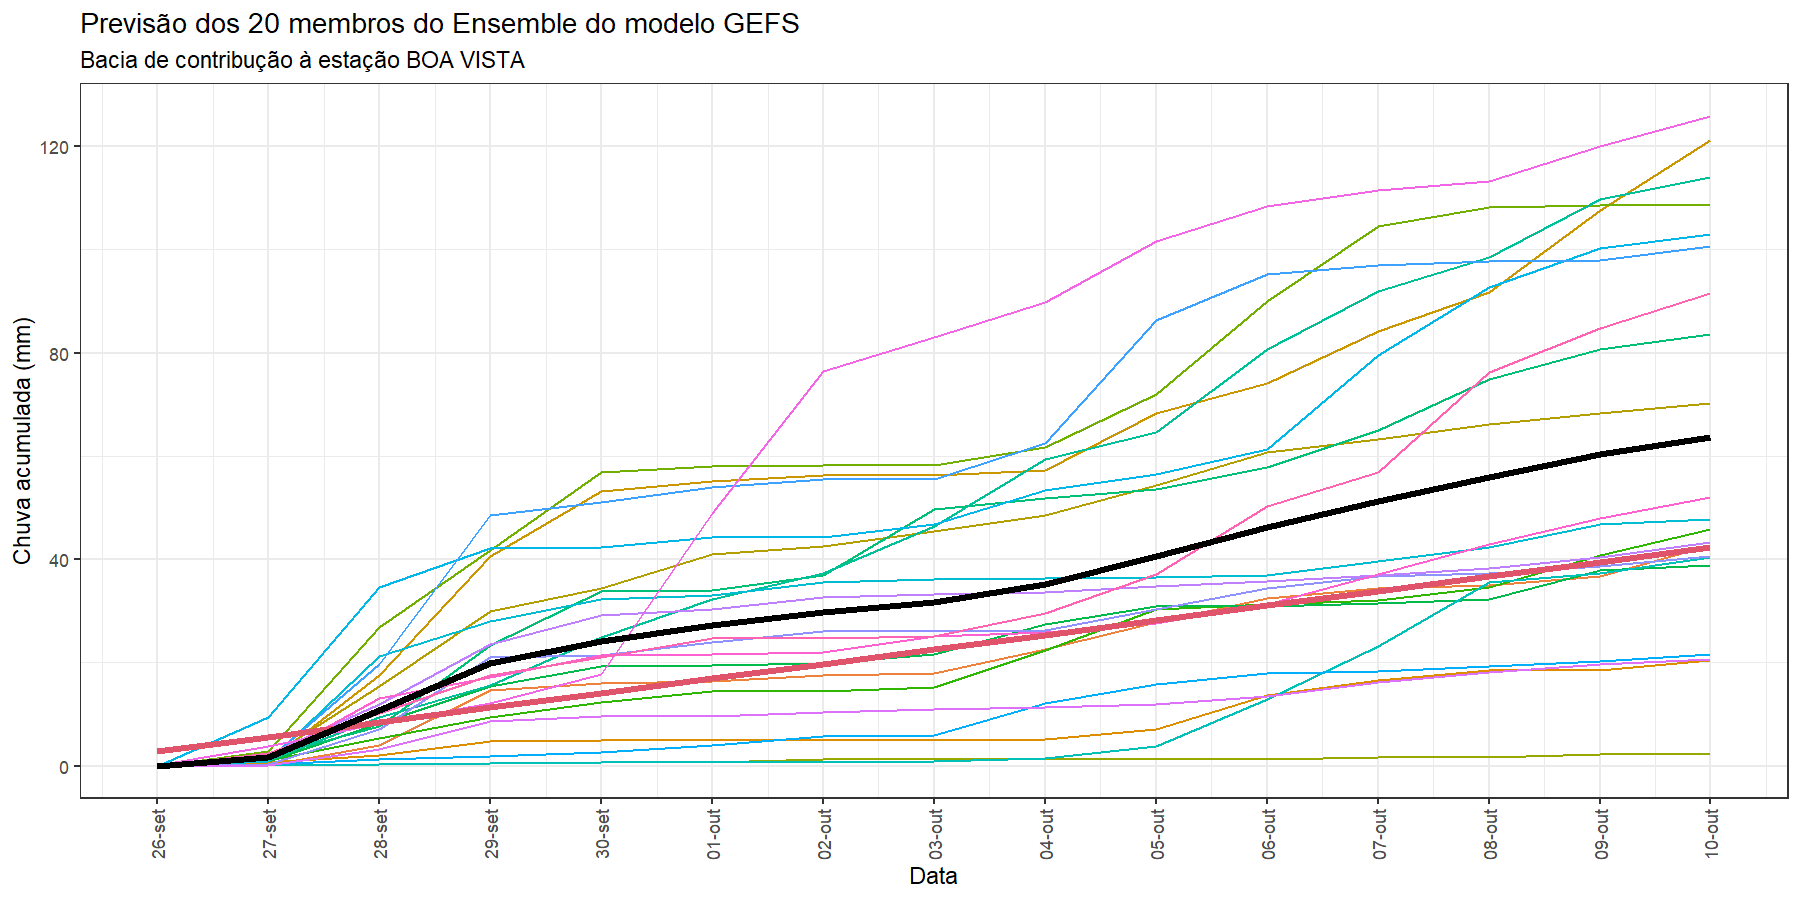 Previsão dos 20 membros do Ensemble do modelo GEFS
Bacia de contribução à estação BOA VISTA
Chuva acumulada (mm)
120
80
40
0
26-set
27-set
28-set
29-set
30-set
01-out
02-out
03-out
04-out
05-out
06-out
07-out
08-out
09-out
10-out
Data